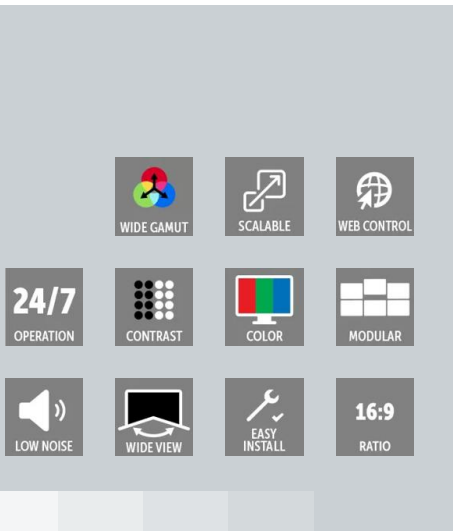 WIDE GAMUT
SCALABLE
WEB CONTROL
24/7
OPERATION
CONTRAST
COLOR
MODULAR
LOW NOISE
WIDE VIEW
EASY
INSTALL
16:9
RATIO